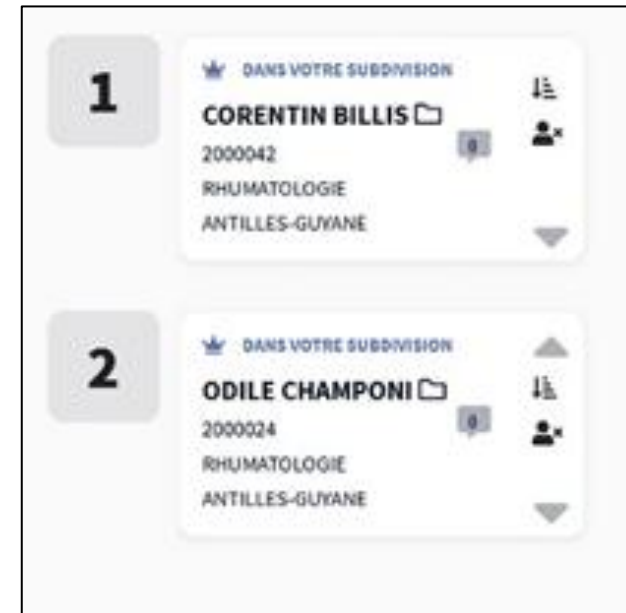 1
DANS VOTRE SUBDIVISION
CORENTIN BILLIS
0
2000042
RHUMATOLOGIE
ANTILLES-GUYANE
2
DANS VOTRE SUBDIVISION
ODILE CHAMPONI
0
2000024
RHUMATOLOGIE
ANTILLES-GUYANE